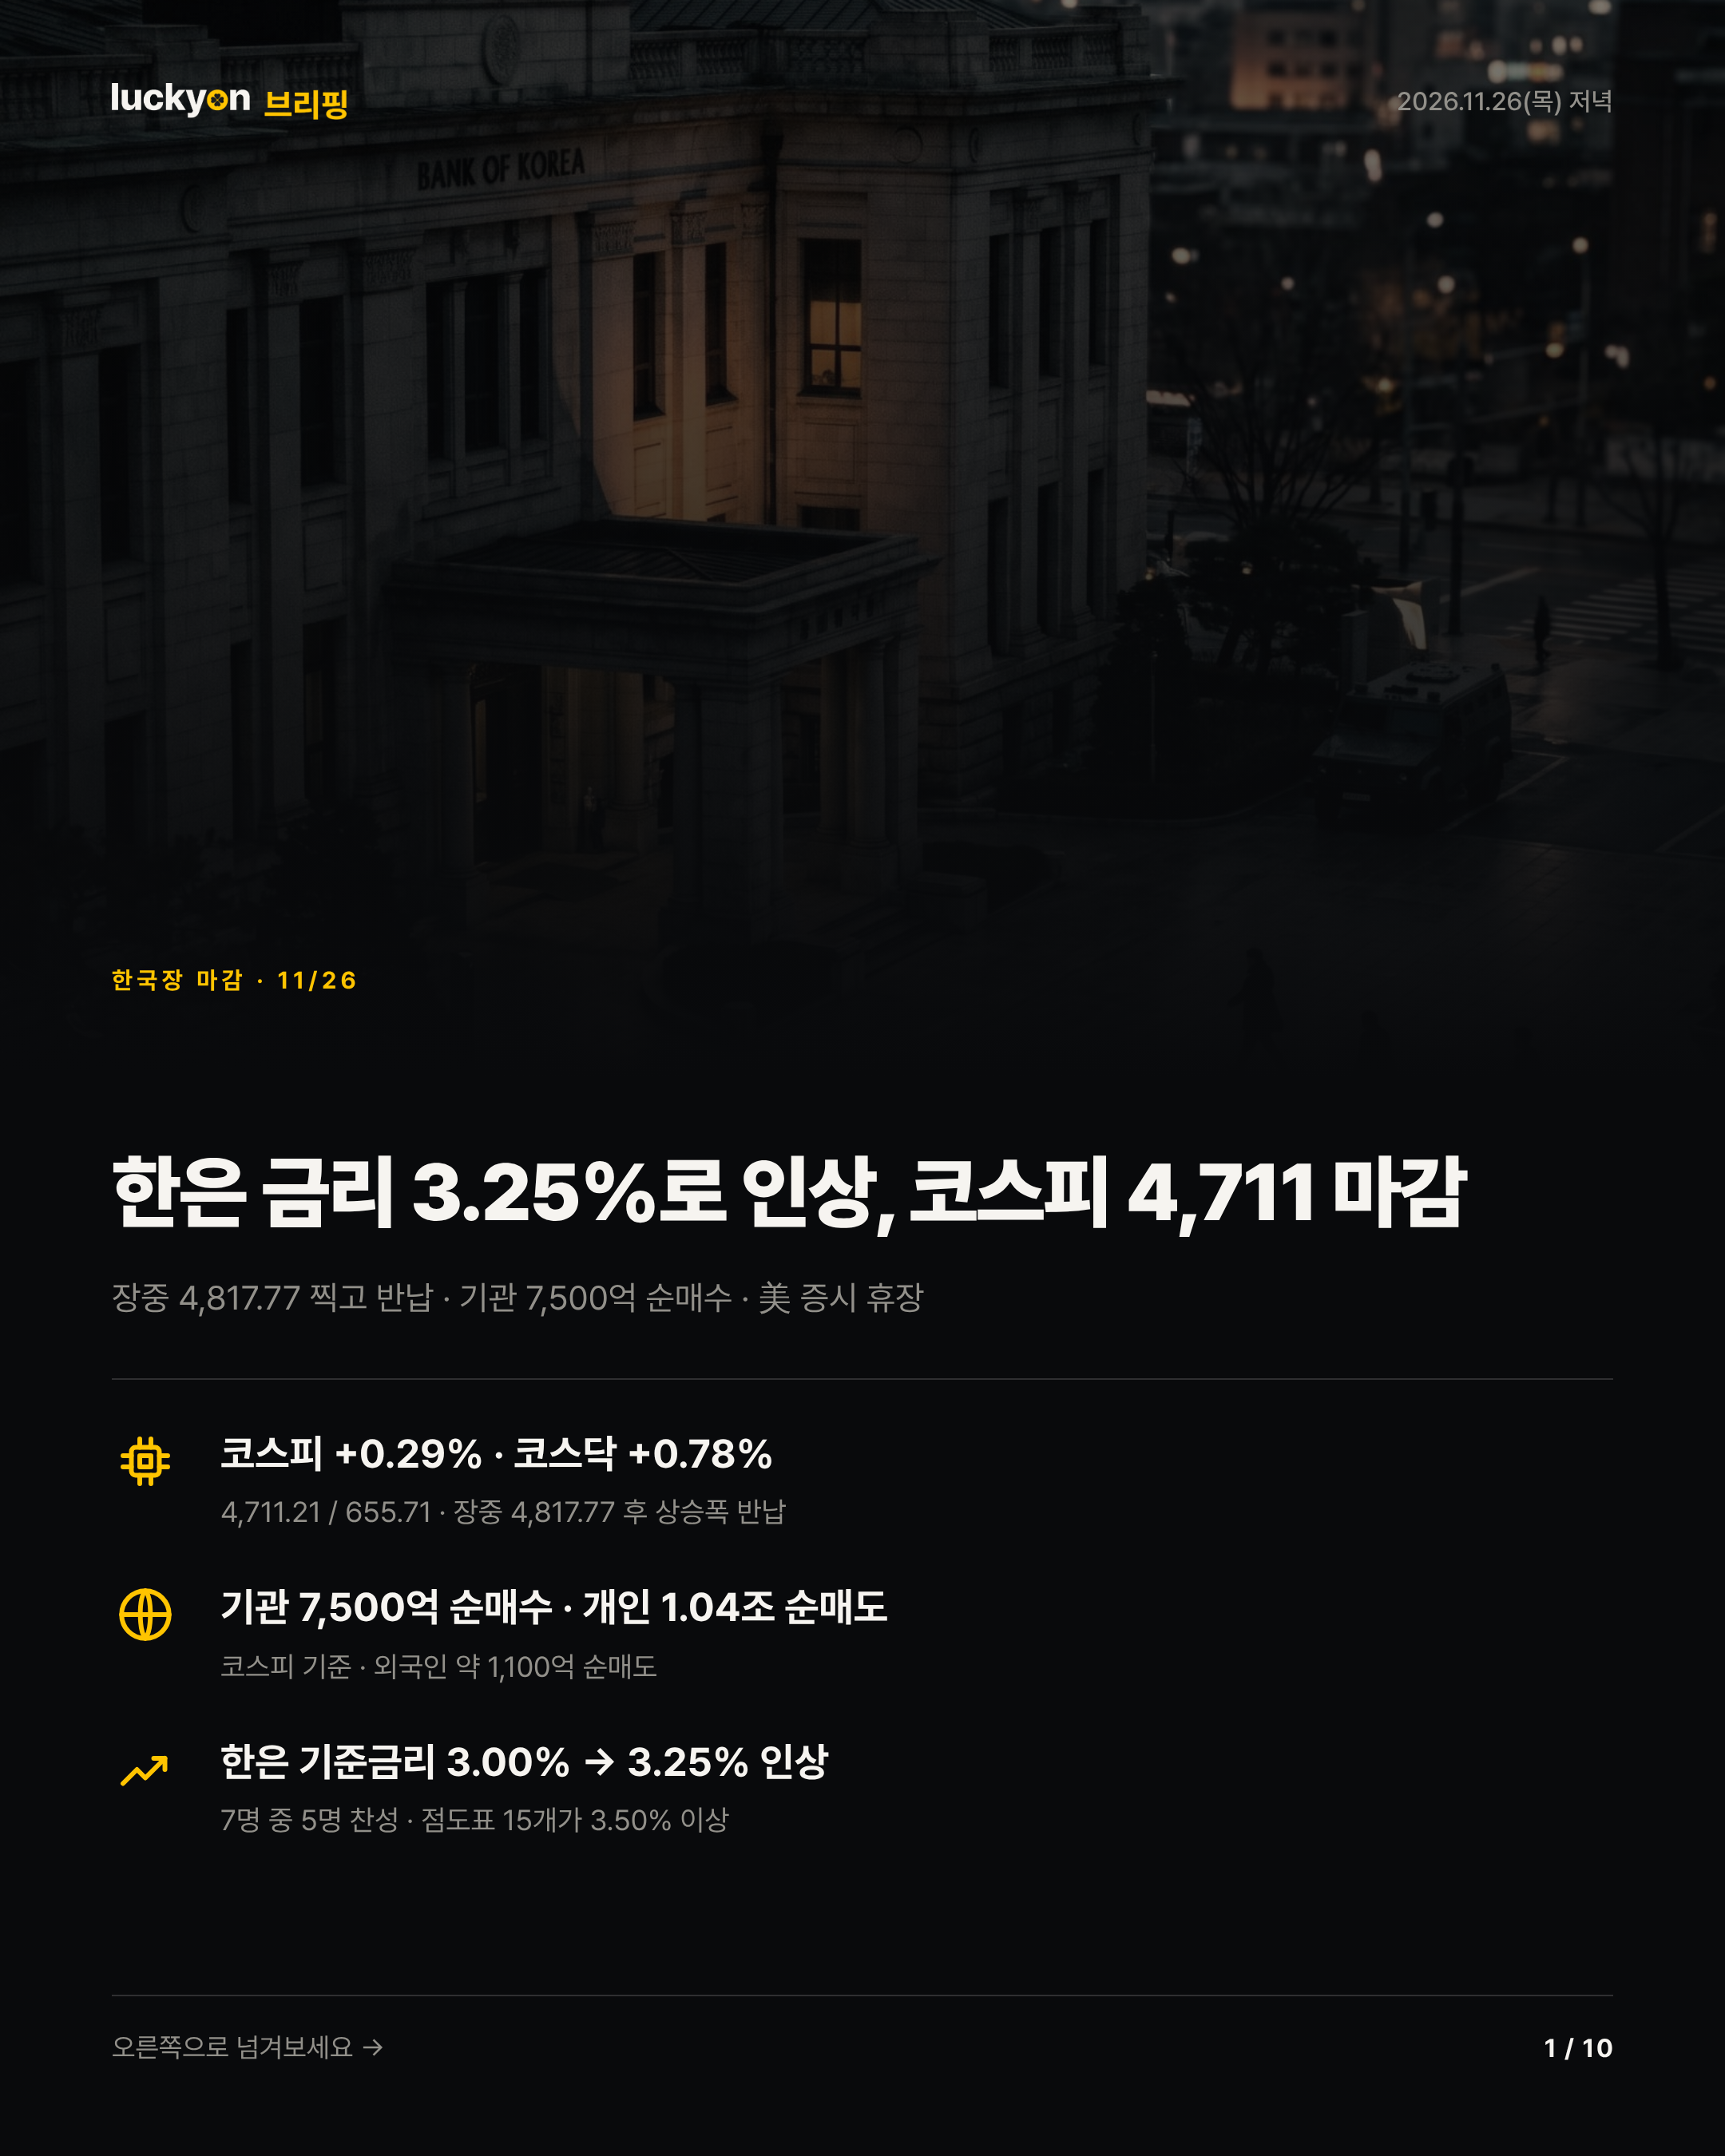 luckyon 브리핑
2026.11.26(목) 저녁
BANK OF KOREA
한국장 마감 · 11/26
한은 금리 3.25%로 인상, 코스피 4,711 마감
장중 4,817.77 찍고 반납 · 기관 7,500억 순매수 · 美 증시 휴장
코스피 +0.29% · 코스닥 +0.78%
4,711.21 / 655.71 · 장중 4,817.77 후 상승폭 반납
기관 7,500억 순매수 · 개인 1.04조 순매도
코스피 기준 · 외국인 약 1,100억 순매도
한은 기준금리 3.00% → 3.25% 인상
7명 중 5명 찬성 · 점도표 15개가 3.50% 이상
오른쪽으로 넘겨보세요 →
1 / 10